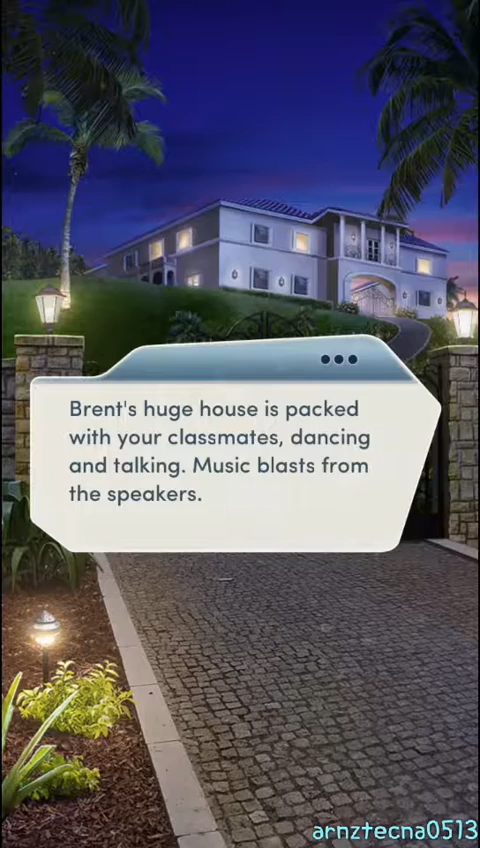 Brent's huge house is packed
with your classmates, dancing
and talking. Music blasts from
the speakers.
arnztecna0513